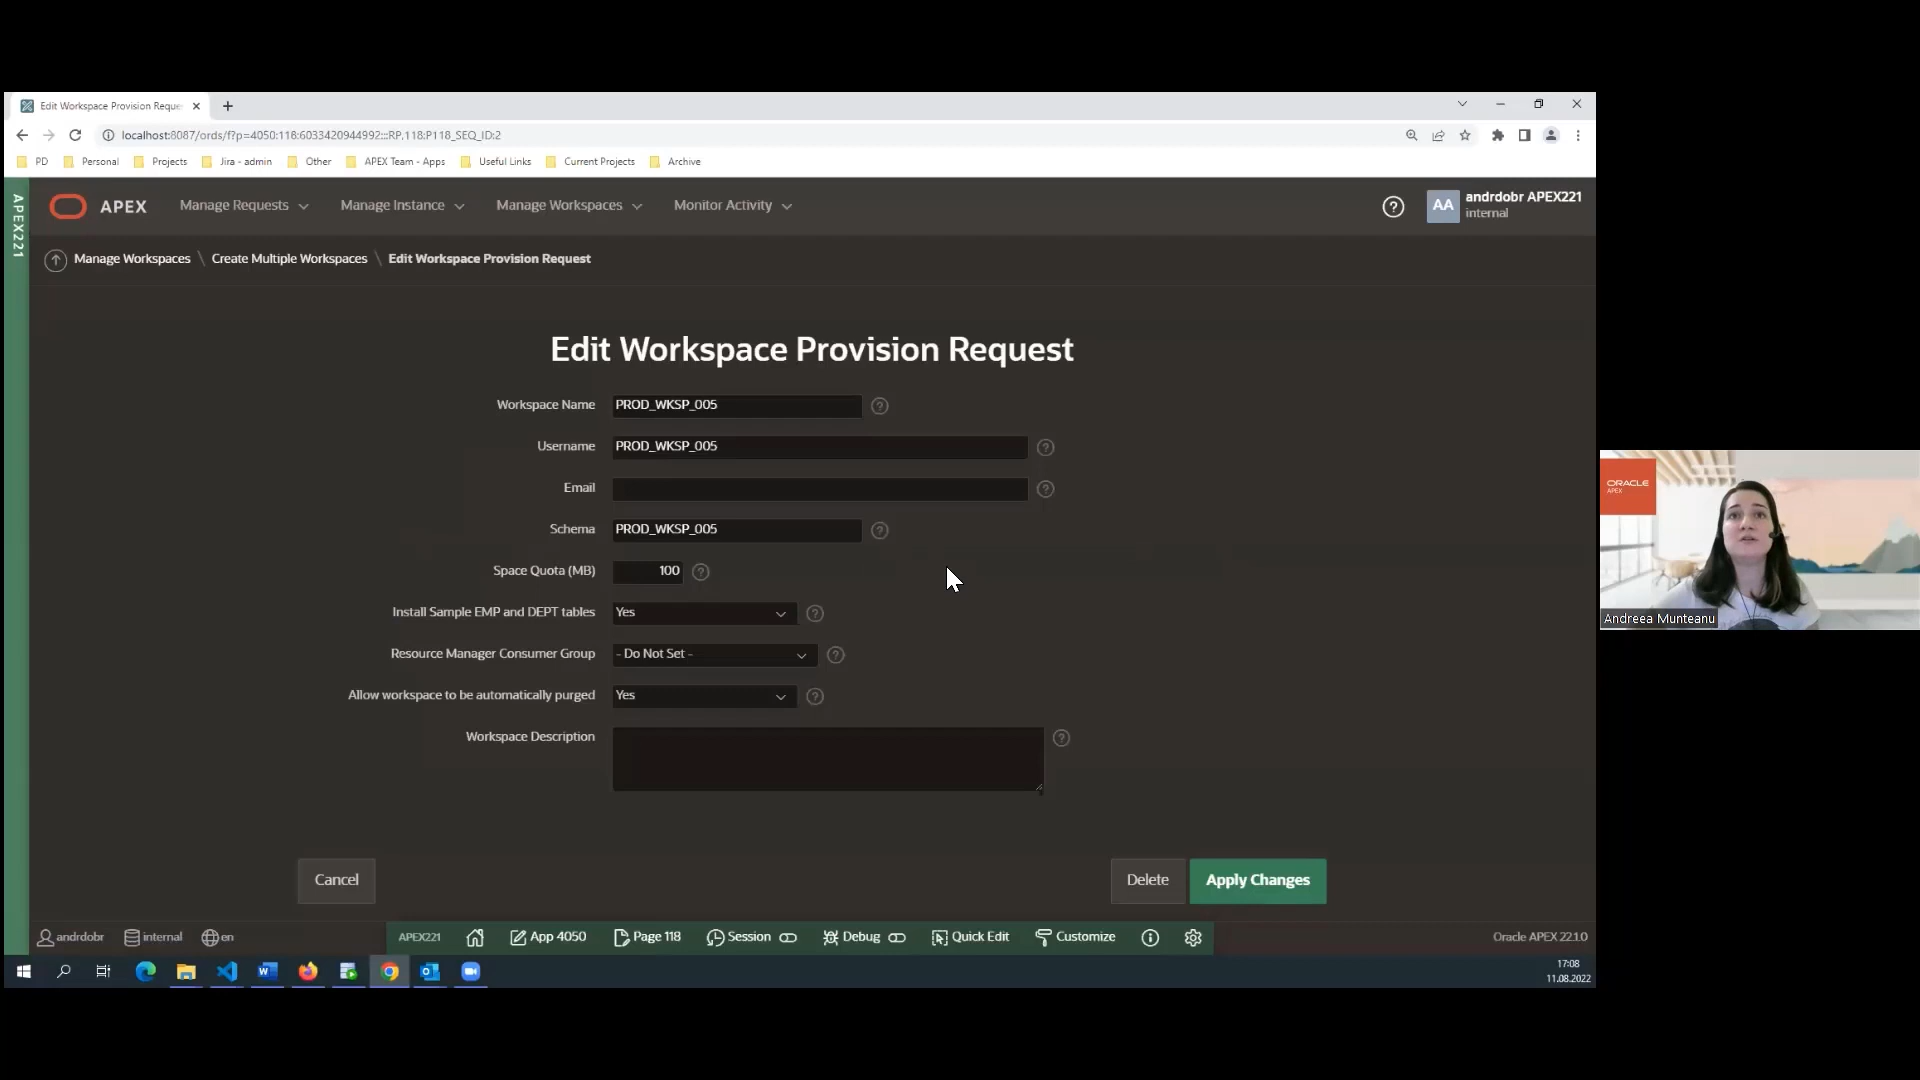 Edit Workspace Provision Reque
localhost:8087/ords/f?p=4050:118:6033420944992:::RP,118:P118_SEQ_ID:2
PD Personal Projects Jira - admin Other APEX Team - Apps Useful Links Current Projects Archive
APEX221
APEX Manage Requests Manage Instance Manage Workspaces Monitor Activity
AA andrdobr APEX221
internal
Manage Workspaces \ Create Multiple Workspaces \ Edit Workspace Provision Request
Edit Workspace Provision Request
Workspace Name PROD_WKSP_005
Username PROD_WKSP_005
Email
Schema PROD_WKSP_005
Space Quota (MB) 100
Install Sample EMP and DEPT tables Yes
Resource Manager Consumer Group - Do Not Set -
Allow workspace to be automatically purged Yes
Workspace Description
Cancel Delete Apply Changes
andrdobr internal en APEX221 App 4050 Page 118 Session Debug Quick Edit Customize Oracle APEX 22.1.0
17:08
11.08.2022
ORACLE
APEX
Andreea Munteanu